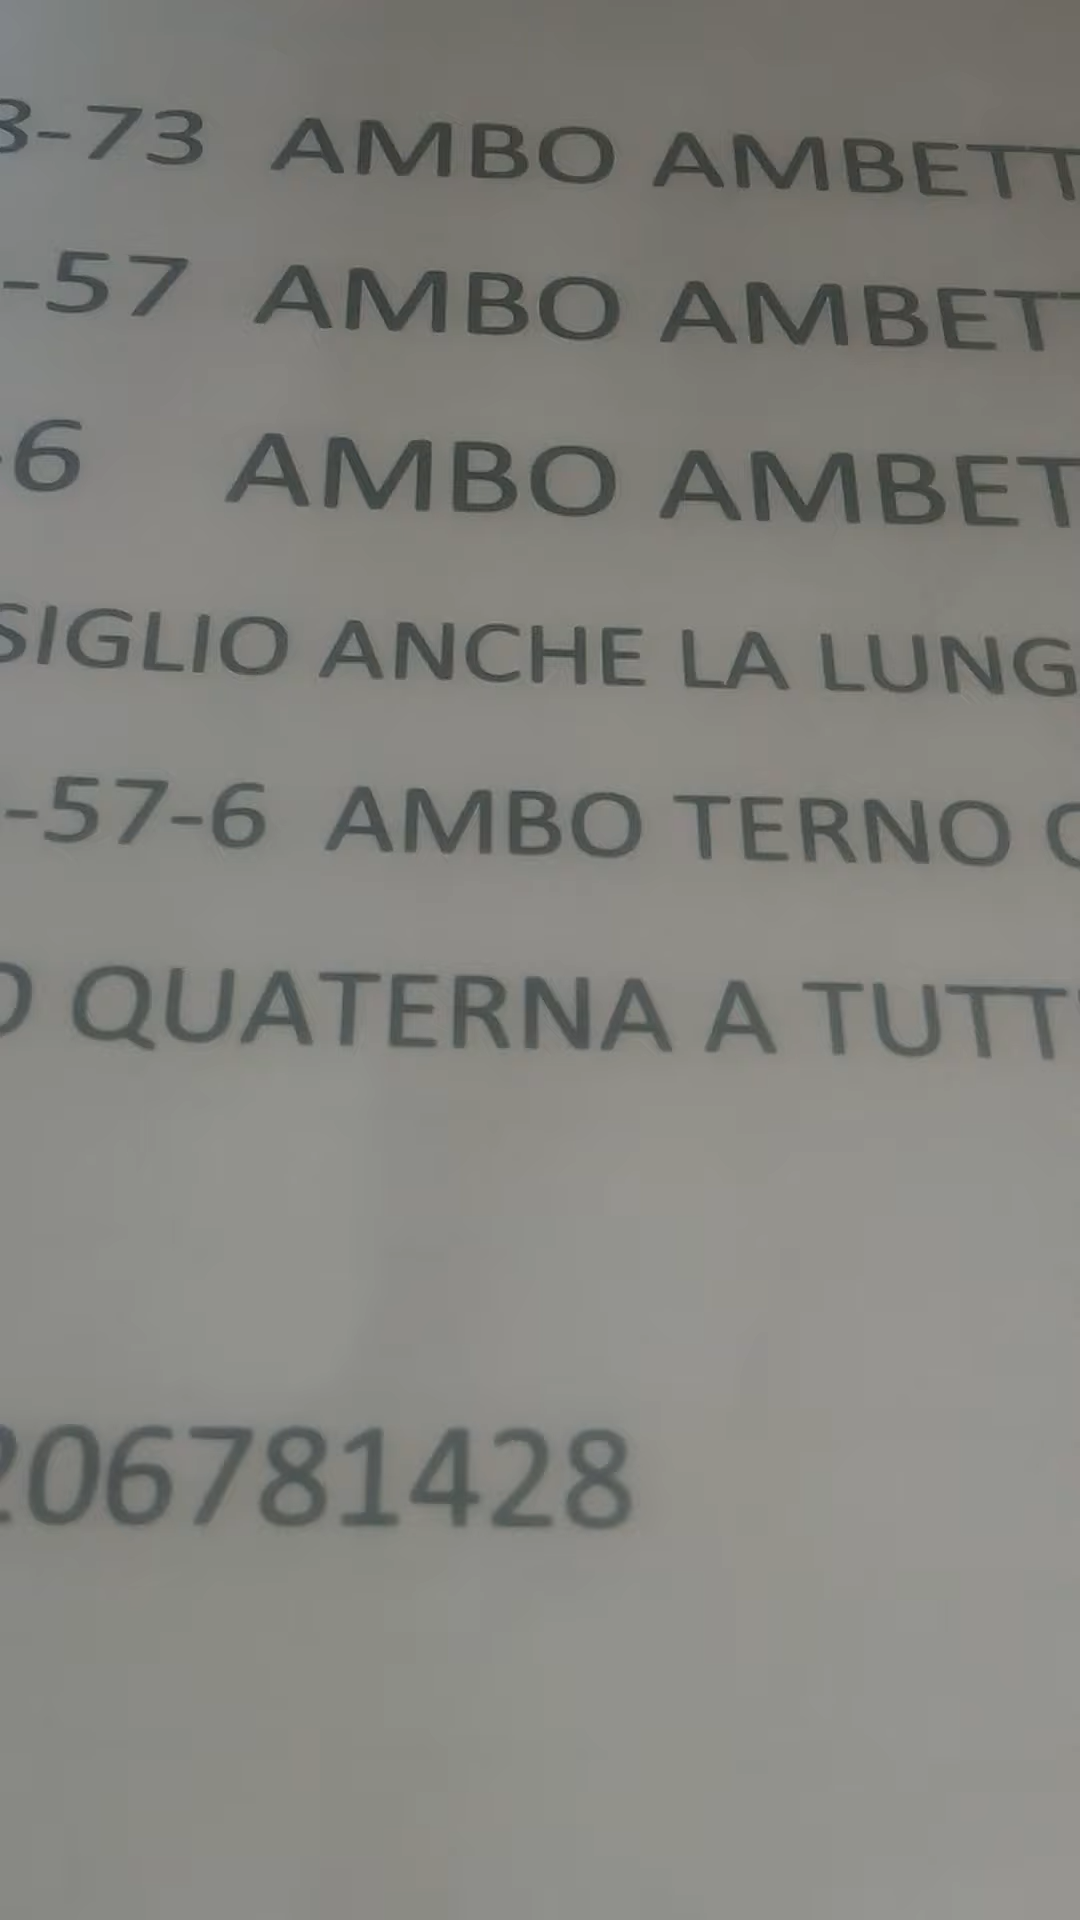 3-73 AMBO AMBETT
-57 AMBO AMBET
-6 AMBO AMBET
SIGLIO ANCHE LA LUNG
-57-6 AMBO TERNO
O QUATERNA A TUTT
206781428